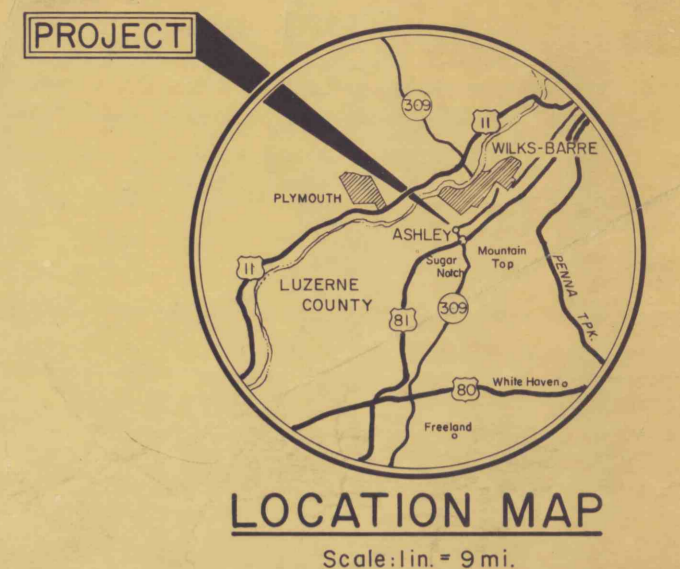 PROJECT
309
11
WILKS-BARRE
PLYMOUTH
ASHLEY
Sugar
Notch
Mountain
Top
11
LUZERNE
COUNTY
PENNA TPK.
81
309
80
White Haven
Freeland
LOCATION MAP
Scale: 1 in. = 9 mi.